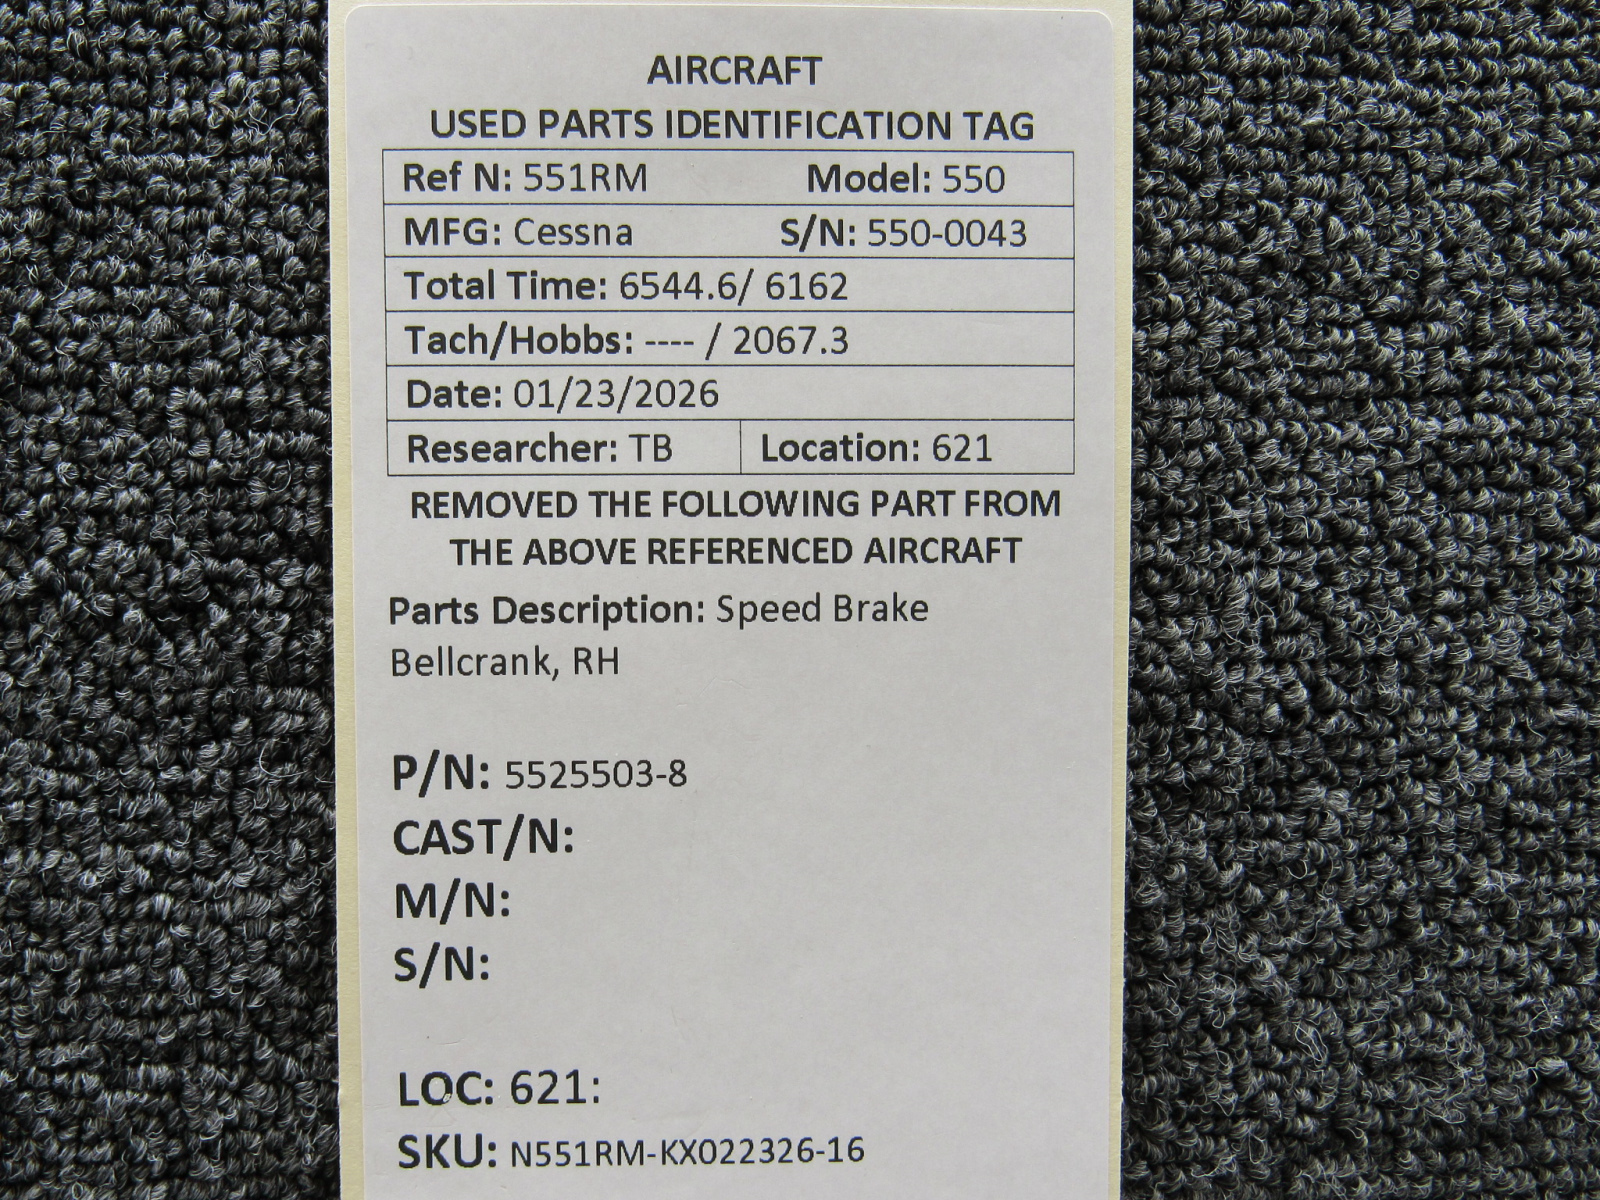 AIRCRAFT
USED PARTS IDENTIFICATION TAG
Ref N: 551RM Model: 550
MFG: Cessna S/N: 550-0043
Total Time: 6544.6/ 6162
Tach/Hobbs: ---- / 2067.3
Date: 01/23/2026
Researcher: TB Location: 621
REMOVED THE FOLLOWING PART FROM
THE ABOVE REFERENCED AIRCRAFT
Parts Description: Speed Brake
Bellcrank, RH
P/N: 5525503-8
CAST/N:
M/N:
S/N:
LOC: 621:
SKU: N551RM-KX022326-16